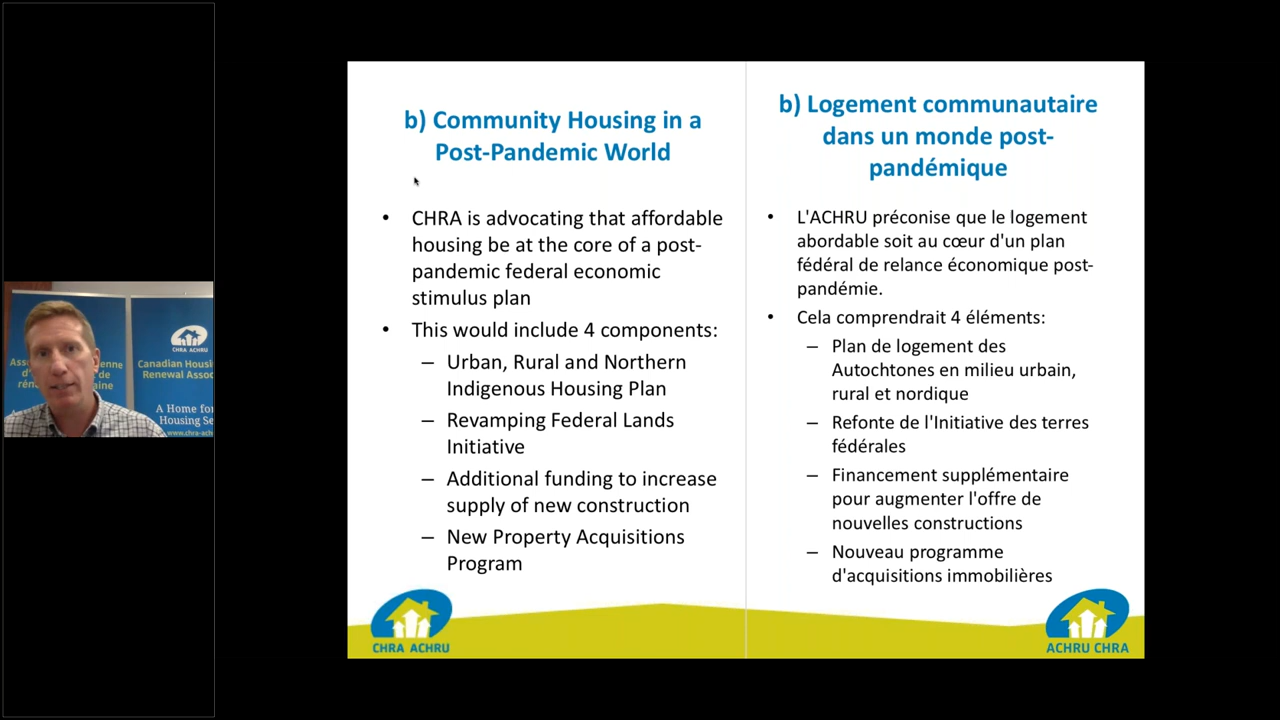 b) Community Housing in a
Post-Pandemic World
• CHRA is advocating that affordable
housing be at the core of a post-
pandemic federal economic
stimulus plan
• This would include 4 components:
– Urban, Rural and Northern
Indigenous Housing Plan
– Revamping Federal Lands
Initiative
– Additional funding to increase
supply of new construction
– New Property Acquisitions
Program
CHRA ACHRU
b) Logement communautaire
dans un monde post-
pandémique
• L'ACHRU préconise que le logement
abordable soit au cœur d'un plan
fédéral de relance économique post-
pandémie.
• Cela comprendrait 4 éléments:
– Plan de logement des
Autochtones en milieu urbain,
rural et nordique
– Refonte de l'Initiative des terres
fédérales
– Financement supplémentaire
pour augmenter l'offre de
nouvelles constructions
– Nouveau programme
d'acquisitions immobilières
ACHRU CHRA
CHRA ACHRU
Canadian Hous
Renewal Assoc
A Home for
Housing Se
www.chra-ach